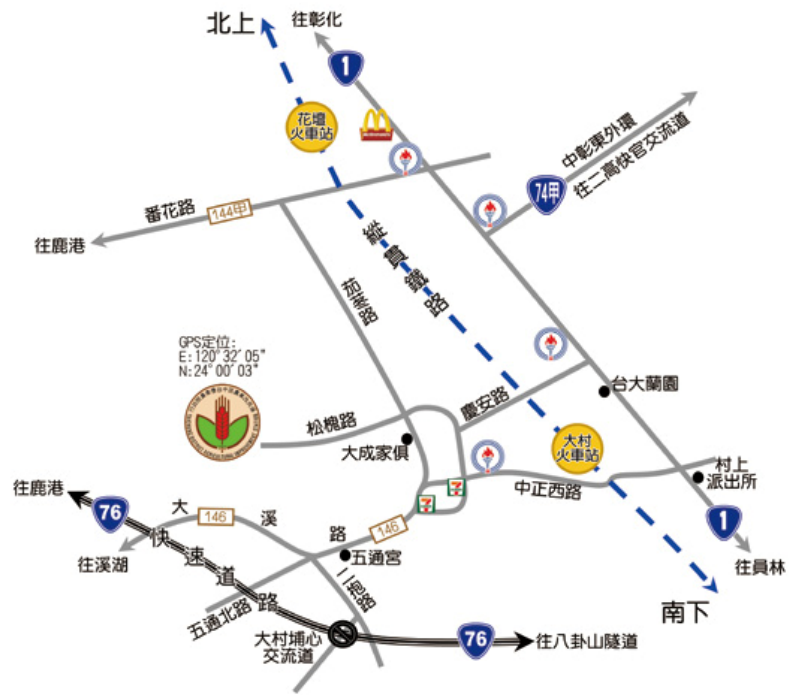 北上
往彰化
1
花壇
火車站
McDonald's
中彰東外環
往二高快官交流道
74甲
番花路
144甲
往鹿港
縱貫鐵路
茄苳路
GPS定位:
E:120°32′05"
N:24°00′03"
松槐路
慶安路
台大蘭園
大成家俱
大村
火車站
村上
派出所
中正西路
往鹿港
76
大溪路
146
146
1
往溪湖
快速道路
五通宮
二抱路
往員林
五通北路
南下
大村埔心
交流道
76
往八卦山隧道